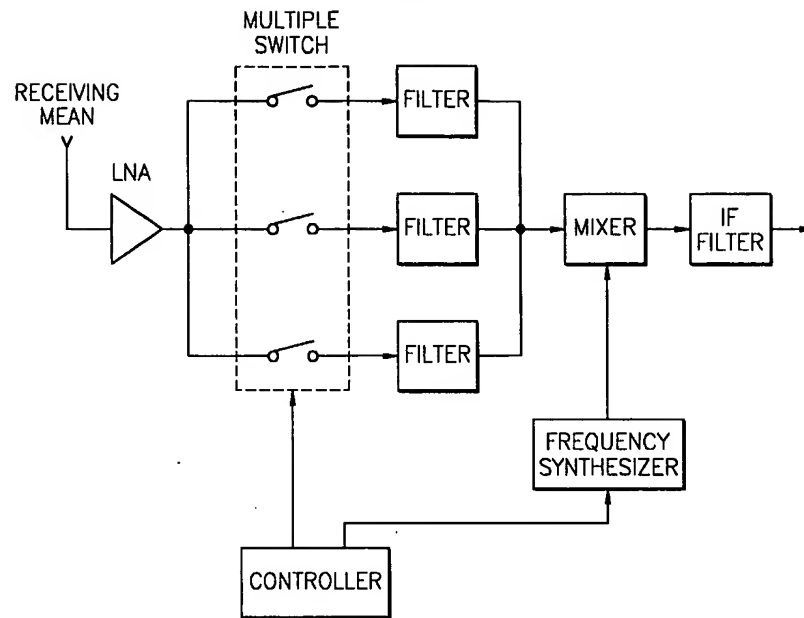 MULTIPLE
SWITCH
RECEIVING
MEAN
LNA
FILTER
FILTER
FILTER
MIXER
IF
FILTER
FREQUENCY
SYNTHESIZER
CONTROLLER